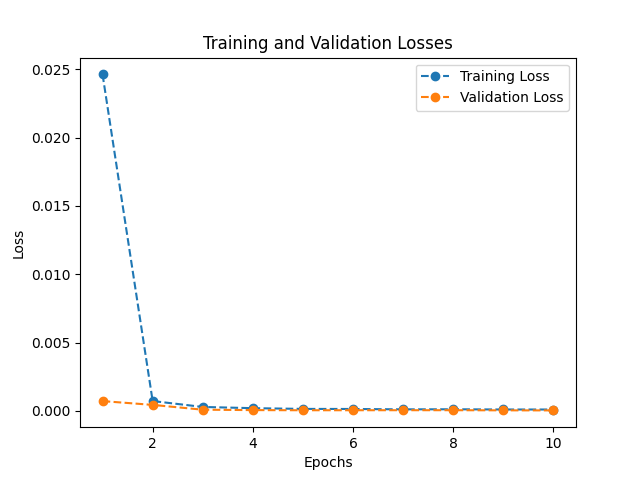 Training and Validation Losses
Training Loss
Validation Loss
0.025
0.020
0.015
0.010
0.005
0.000
Loss
2 4 6 8 10
Epochs